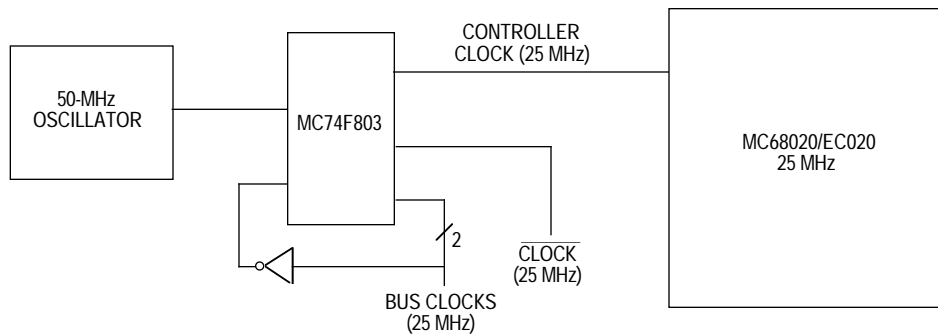 50-MHz
OSCILLATOR
MC74F803
CONTROLLER
CLOCK (25 MHz)
MC68020/EC020
25 MHz
2
CLOCK
(25 MHz)
BUS CLOCKS
(25 MHz)